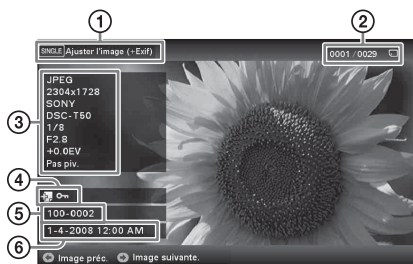 1
2
SINGLE Ajuster l'image (+Exif)
0001/0029
3
JPEG
2304x1728
SONY
DSC-T50
1/8
F2.8
+0.0EV
Pas piv.
4
5
100-0002
1-4-2008 12:00 AM
6
Image préc. Image suivante.